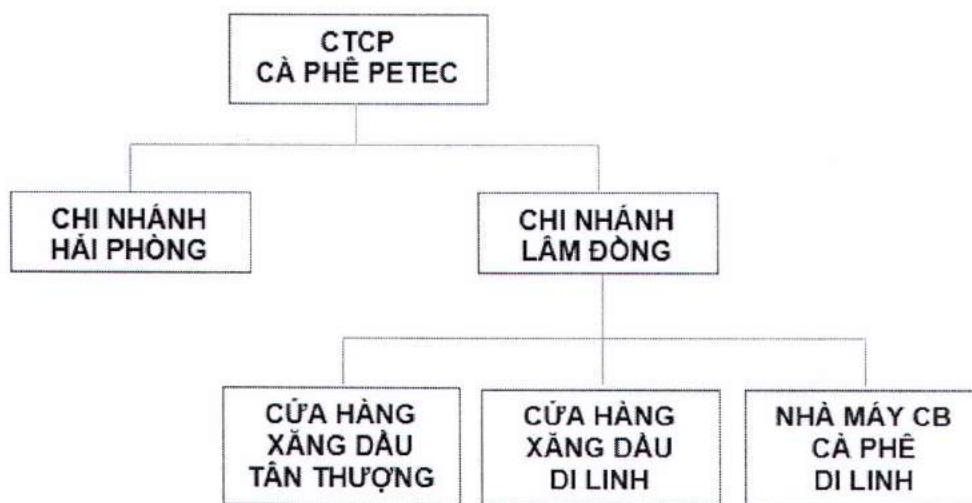 CTCP
CÀ PHÊ PETEC
CHI NHÁNH
HẢI PHÒNG
CHI NHÁNH
LÂM ĐỒNG
CỬA HÀNG
XĂNG DẦU
TÂN THƯỢNG
CỬA HÀNG
XĂNG DẦU
DI LINH
NHÀ MÁY CB
CÀ PHÊ
DI LINH